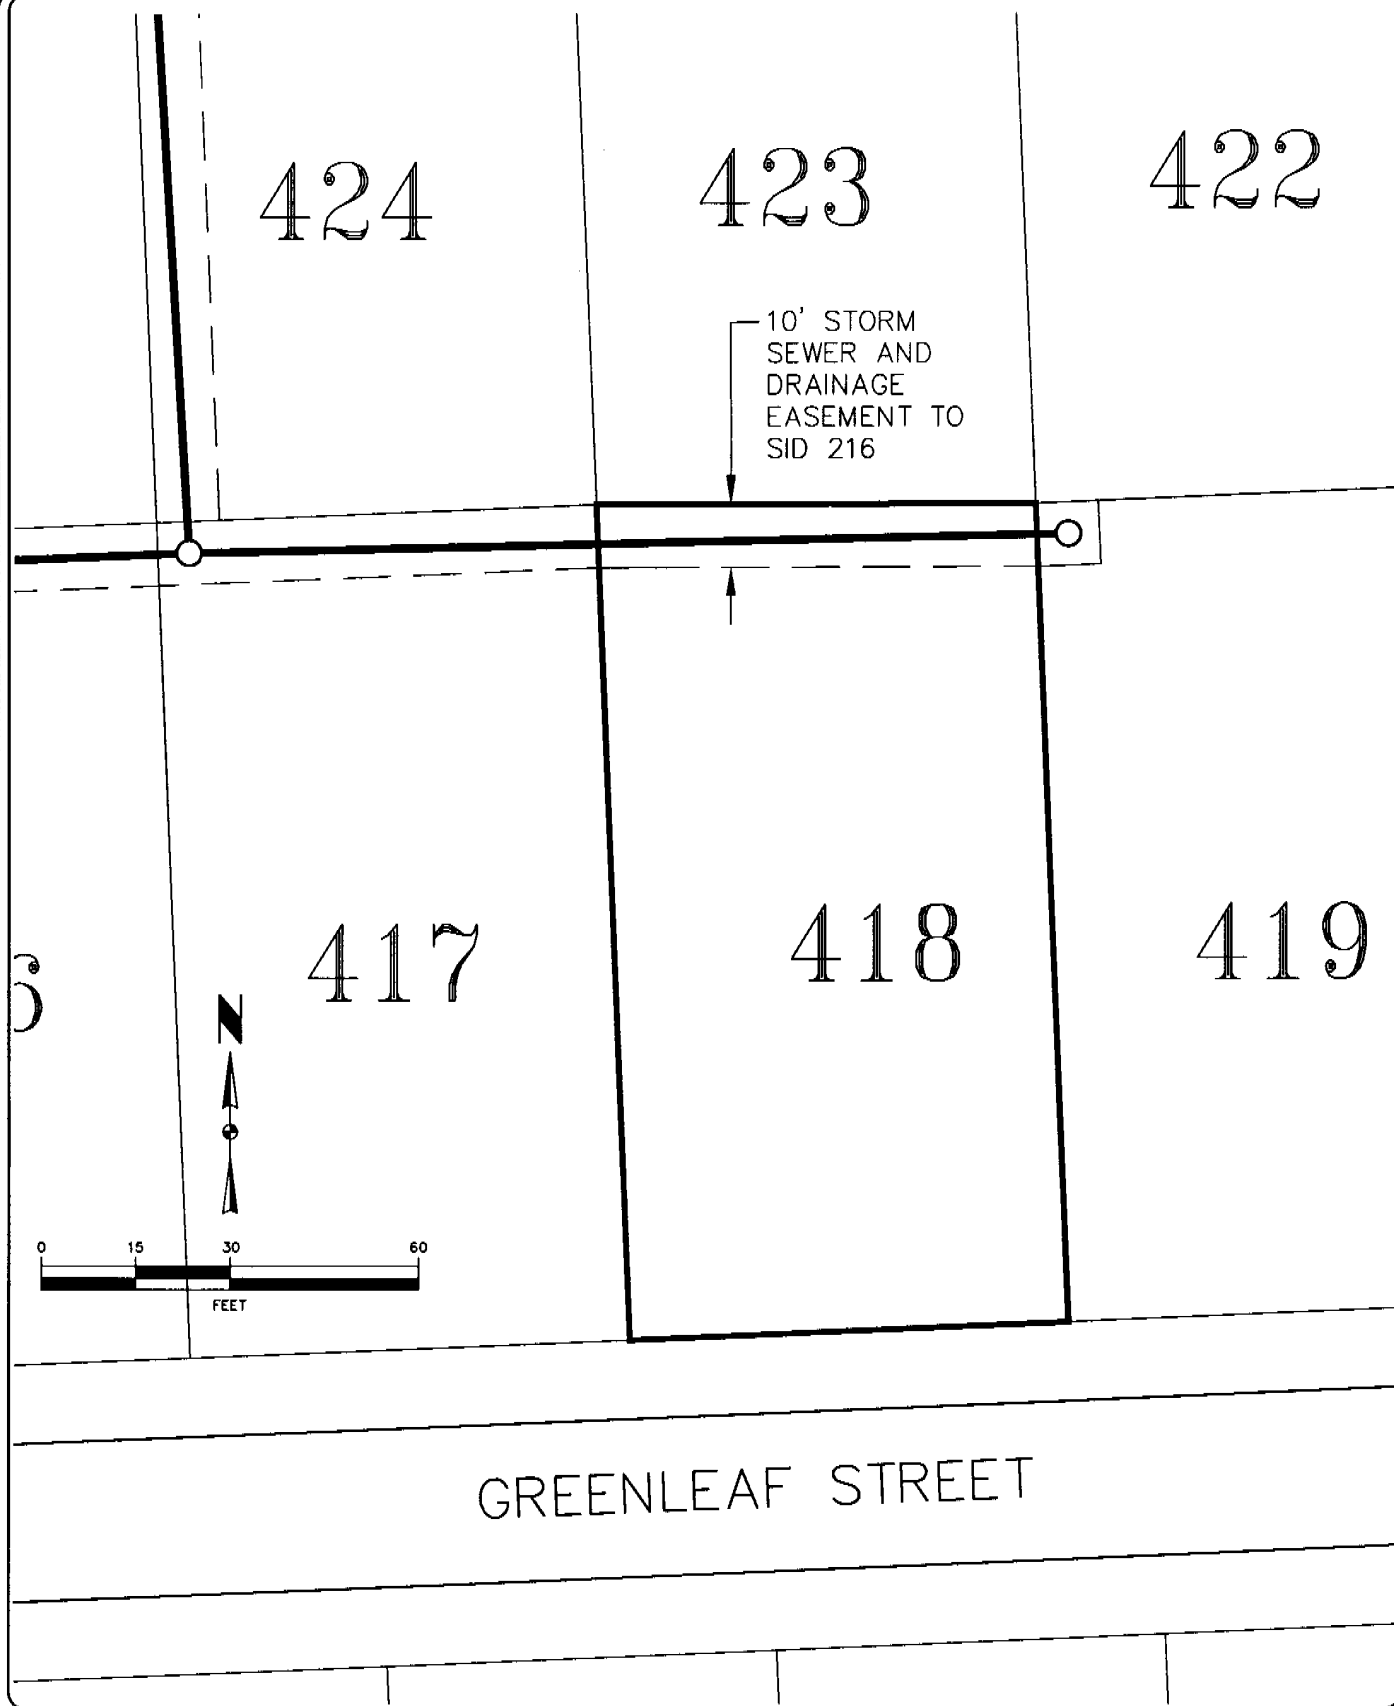 424
423
422
10' STORM
SEWER AND
DRAINAGE
EASEMENT TO
SID 216
417
418
419
N
0 15 30 60
FEET
GREENLEAF STREET